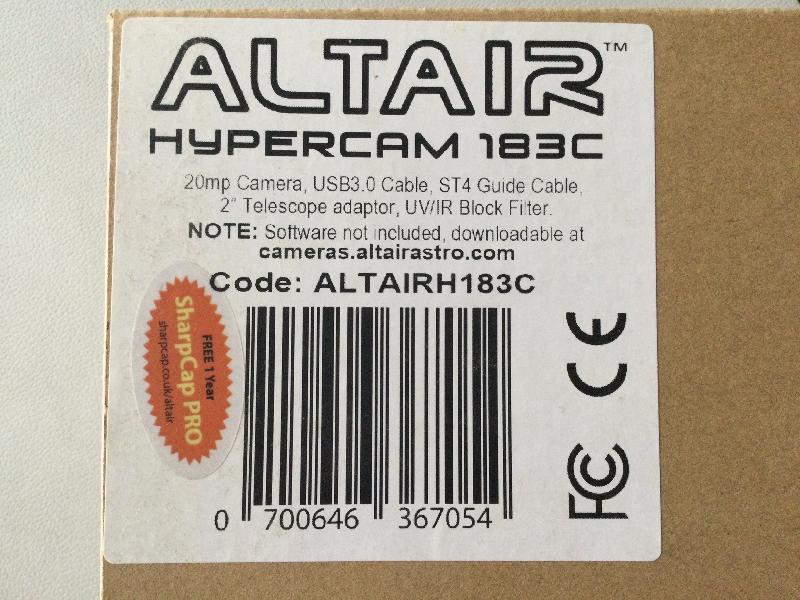 ALTAIR™
HYPERCAM 183C
20mp Camera, USB3.0 Cable, ST4 Guide Cable,
2" Telescope adaptor, UV/IR Block Filter.
NOTE: Software not included, downloadable at
cameras.altairastro.com
Code: ALTAIRH183C
FREE 1 Year
SharpCap PRO
sharpcap.co.uk/altair
CE
FC
0 700646 367054